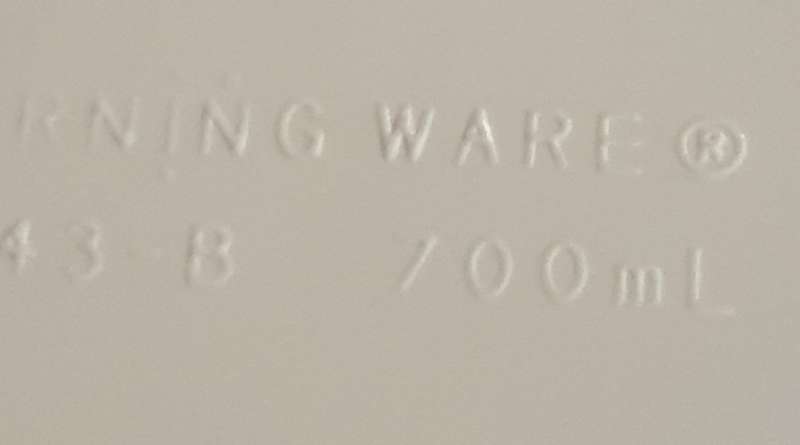 RNING WARE®
43-B 700mL